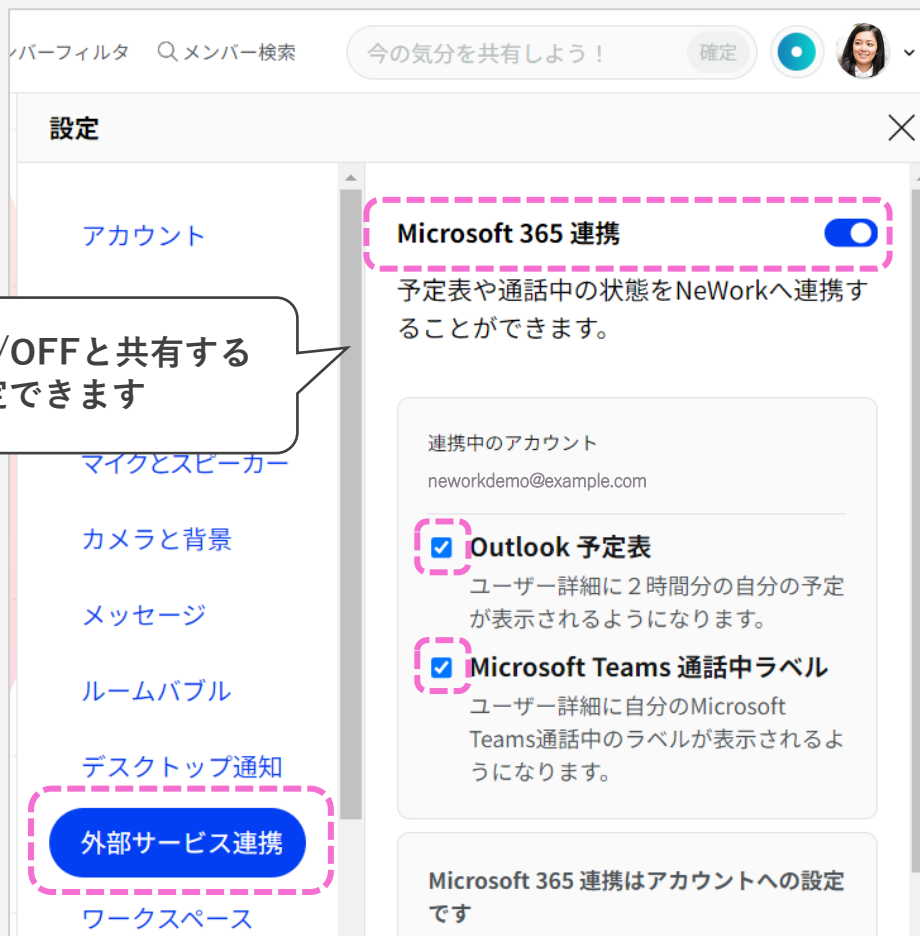 ンバーフィルタ
メンバー検索
今の気分を共有しよう！
確定
設定
アカウント
/OFFと共有する
定できます
マイクとスピーカー
カメラと背景
メッセージ
ルームバブル
デスクトップ通知
外部サービス連携
ワークスペース
Microsoft 365 連携
予定表や通話中の状態をNeWorkへ連携す
ることができます。
連携中のアカウント
neworkdemo@example.com
Outlook 予定表
ユーザー詳細に２時間分の自分の予定
が表示されるようになります。
Microsoft Teams 通話中ラベル
ユーザー詳細に自分のMicrosoft
Teams通話中のラベルが表示されるよ
うになります。
Microsoft 365 連携はアカウントへの設定
です